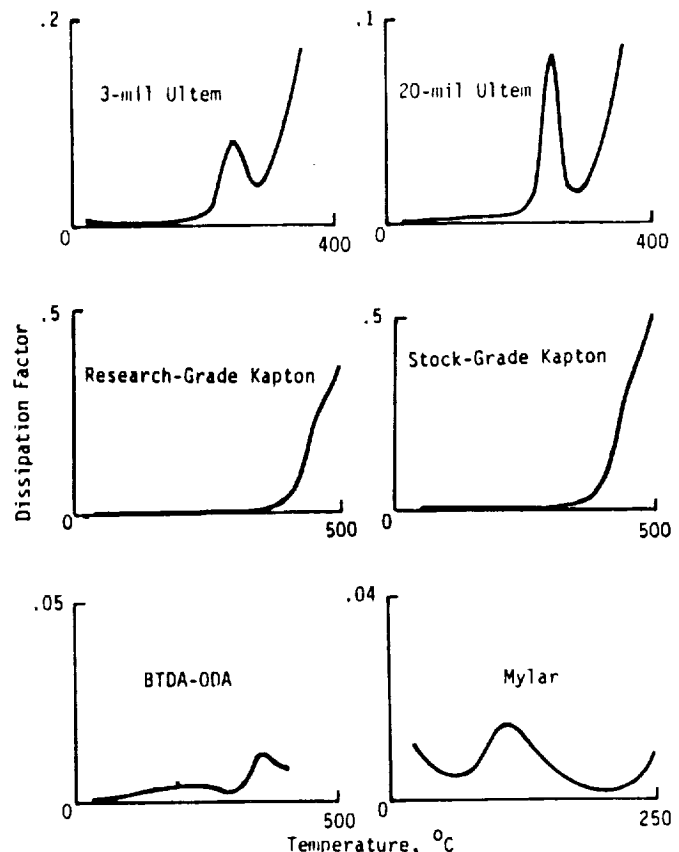 .2
3-mil Ultem
0
400
.1
20-mil Ultem
0
400
Dissipation Factor
.5
Research-Grade Kapton
0
500
.5
Stock-Grade Kapton
0
500
.05
BTDA-ODA
0
500
.04
Mylar
0
250
Temperature, °C